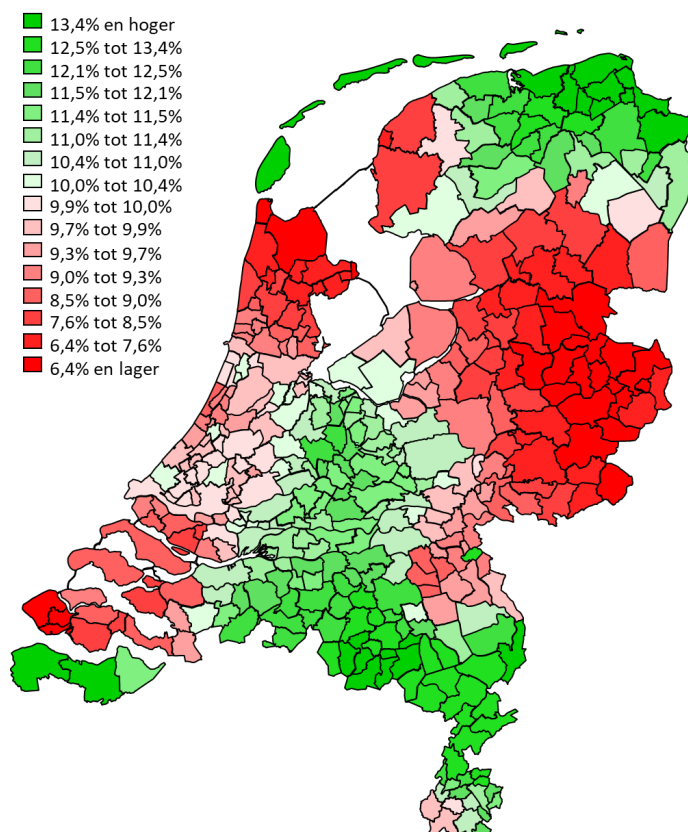 13,4% en hoger
12,5% tot 13,4%
12,1% tot 12,5%
11,5% tot 12,1%
11,4% tot 11,5%
11,0% tot 11,4%
10,4% tot 11,0%
10,0% tot 10,4%
9,9% tot 10,0%
9,7% tot 9,9%
9,3% tot 9,7%
9,0% tot 9,3%
8,5% tot 9,0%
7,6% tot 8,5%
6,4% tot 7,6%
6,4% en lager